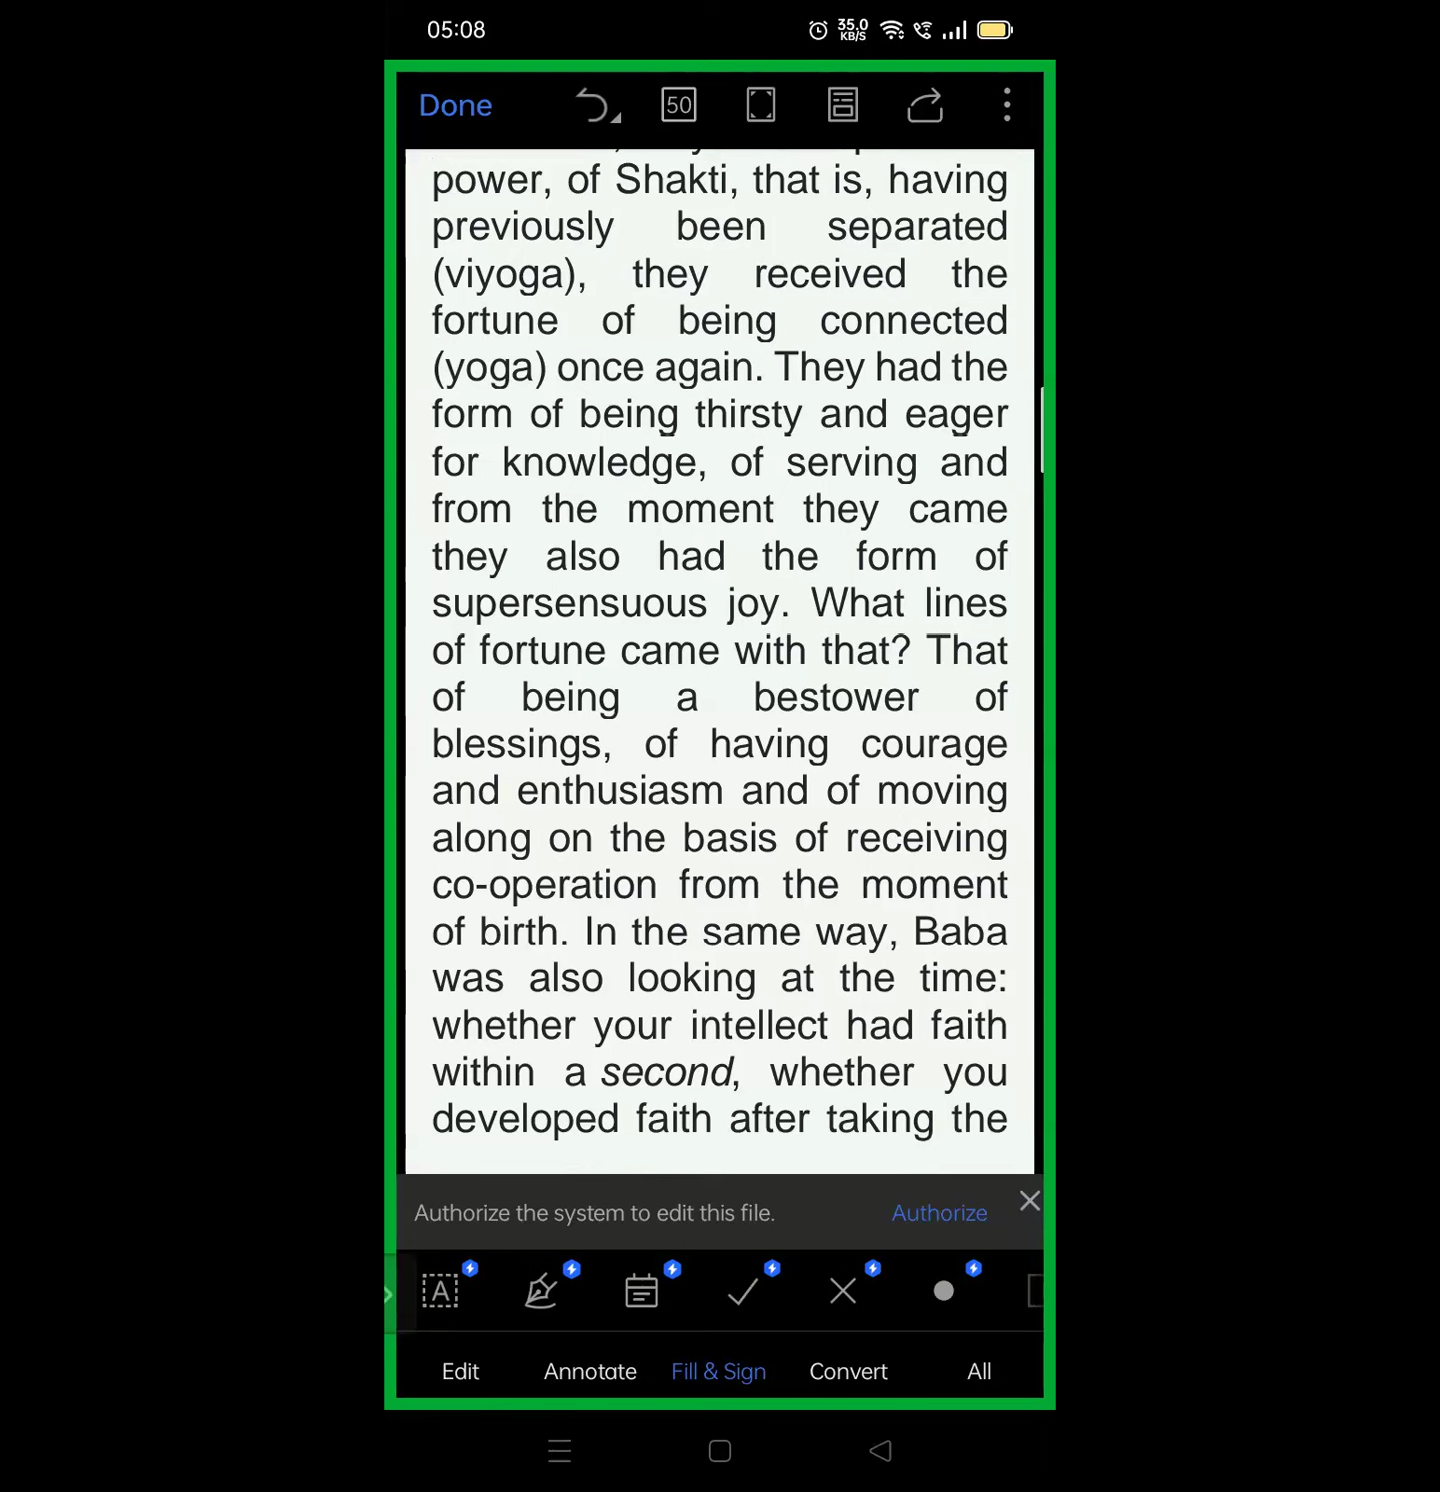 05:08
35.0
KB/S
Done
50
power, of Shakti, that is, having
previously been separated
(viyoga), they received the
fortune of being connected
(yoga) once again. They had the
form of being thirsty and eager
for knowledge, of serving and
from the moment they came
they also had the form of
supersensuous joy. What lines
of fortune came with that? That
of being a bestower of
blessings, of having courage
and enthusiasm and of moving
along on the basis of receiving
co-operation from the moment
of birth. In the same way, Baba
was also looking at the time:
whether your intellect had faith
within a second, whether you
developed faith after taking the
Authorize the system to edit this file. Authorize
A
Edit Annotate Fill & Sign Convert All